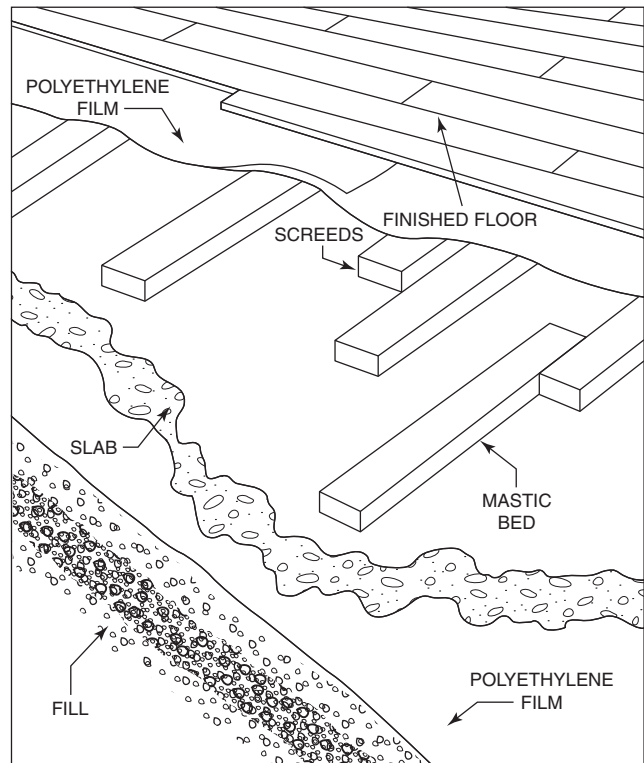 POLYETHYLENE
FILM
FINISHED FLOOR
SCREEDS
SLAB
MASTIC
BED
FILL
POLYETHYLENE
FILM